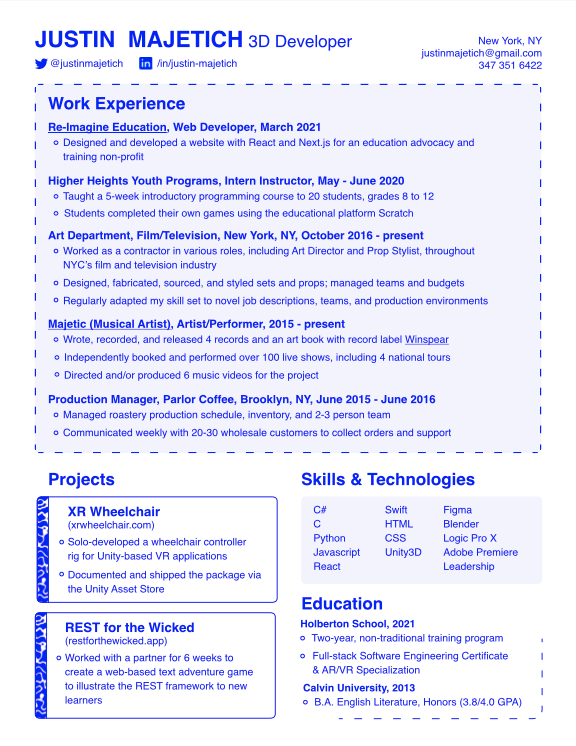 JUSTIN MAJETICH 3D Developer
New York, NY
justinmajetich@gmail.com
347 351 6422
@justinmajetich in /in/justin-majetich
Work Experience
Re-Imagine Education, Web Developer, March 2021
Designed and developed a website with React and Next.js for an education advocacy and
training non-profit
Higher Heights Youth Programs, Intern Instructor, May - June 2020
Taught a 5-week introductory programming course to 20 students, grades 8 to 12
Students completed their own games using the educational platform Scratch
Art Department, Film/Television, New York, NY, October 2016 - present
Worked as a contractor in various roles, including Art Director and Prop Stylist, throughout
NYC's film and television industry
Designed, fabricated, sourced, and styled sets and props; managed teams and budgets
Regularly adapted my skill set to novel job descriptions, teams, and production environments
Majetic (Musical Artist), Artist/Performer, 2015 - present
Wrote, recorded, and released 4 records and an art book with record label Winspear
Independently booked and performed over 100 live shows, including 4 national tours
Directed and/or produced 6 music videos for the project
Production Manager, Parlor Coffee, Brooklyn, NY, June 2015 - June 2016
Managed roastery production schedule, inventory, and 2-3 person team
Communicated weekly with 20-30 wholesale customers to collect orders and support
Projects
XR Wheelchair
(xrwheelchair.com)
Solo-developed a wheelchair controller
rig for Unity-based VR applications
Documented and shipped the package via
the Unity Asset Store
REST for the Wicked
(restforthewicked.app)
Worked with a partner for 6 weeks to
create a web-based text adventure game
to illustrate the REST framework to new
learners
Skills & Technologies
C# Swift Figma
C HTML Blender
Python CSS Logic Pro X
Javascript Unity3D Adobe Premiere
React Leadership
Education
Holberton School, 2021
Two-year, non-traditional training program
Full-stack Software Engineering Certificate
& AR/VR Specialization
Calvin University, 2013
B.A. English Literature, Honors (3.8/4.0 GPA)